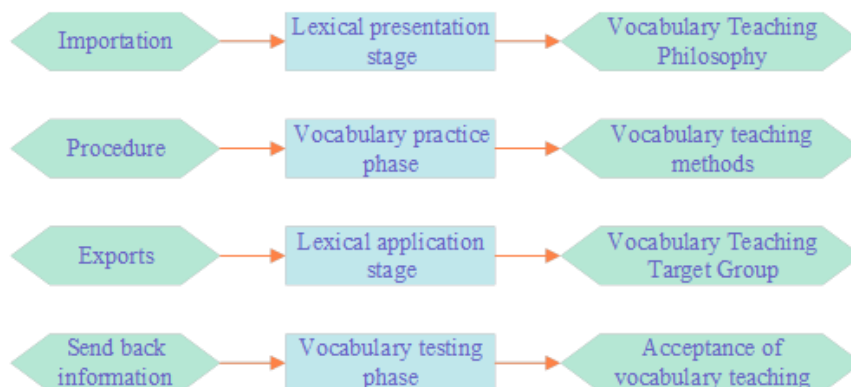 Importation
Lexical presentation
stage
Vocabulary Teaching
Philosophy
Procedure
Vocabulary practice
phase
Vocabulary teaching
methods
Exports
Lexical application
stage
Vocabulary Teaching
Target Group
Send back
information
Vocabulary testing
phase
Acceptance of
vocabulary teaching